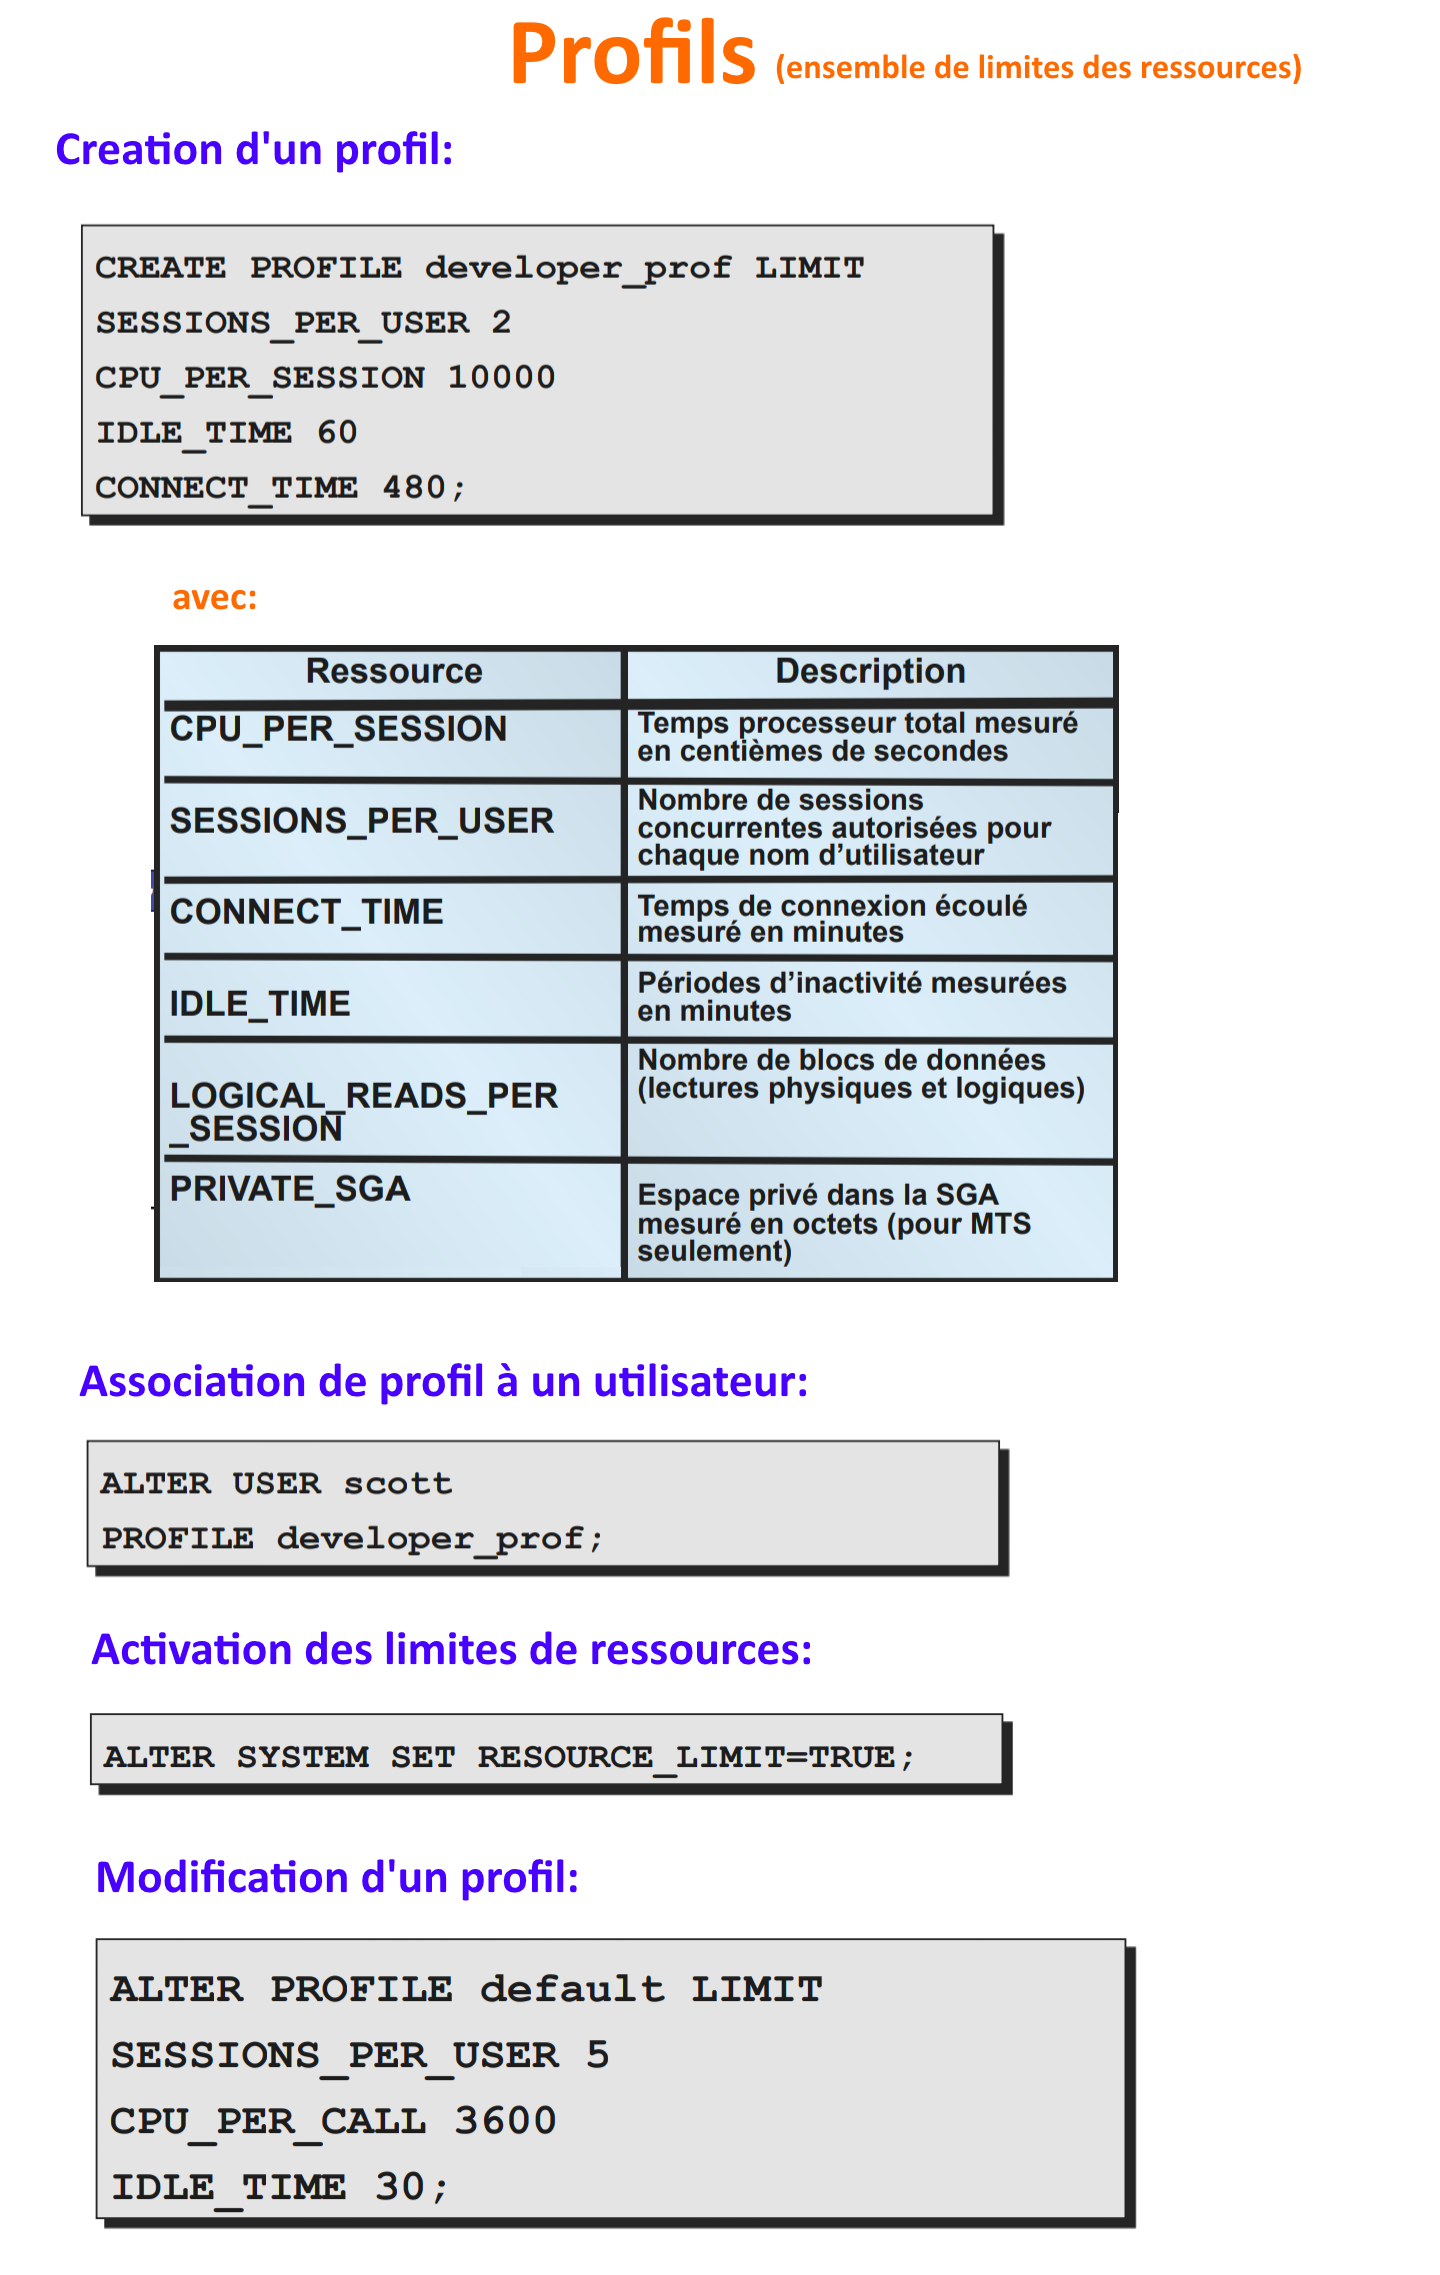 Profils (ensemble de limites des ressources)
Creation d'un profil:
CREATE PROFILE developer_prof LIMIT
SESSIONS_PER_USER 2
CPU_PER_SESSION 10000
IDLE_TIME 60
CONNECT_TIME 480;
avec:
Ressource Description
CPU_PER_SESSION
Temps processeur total mesuré
en centièmes de secondes
SESSIONS_PER_USER
Nombre de sessions
concurrentes autorisées pour
chaque nom d’utilisateur
CONNECT_TIME
Temps de connexion écoulé
mesuré en minutes
IDLE_TIME
Périodes d’inactivité mesurées
en minutes
LOGICAL_READS_PER
_SESSION
Nombre de blocs de données
(lectures physiques et logiques)
PRIVATE_SGA
Espace privé dans la SGA
mesuré en octets (pour MTS
seulement)
Association de profil à un utilisateur:
ALTER USER scott
PROFILE developer_prof;
Activation des limites de ressources:
ALTER SYSTEM SET RESOURCE_LIMIT=TRUE;
Modification d'un profil:
ALTER PROFILE default LIMIT
SESSIONS_PER_USER 5
CPU_PER_CALL 3600
IDLE_TIME 30;